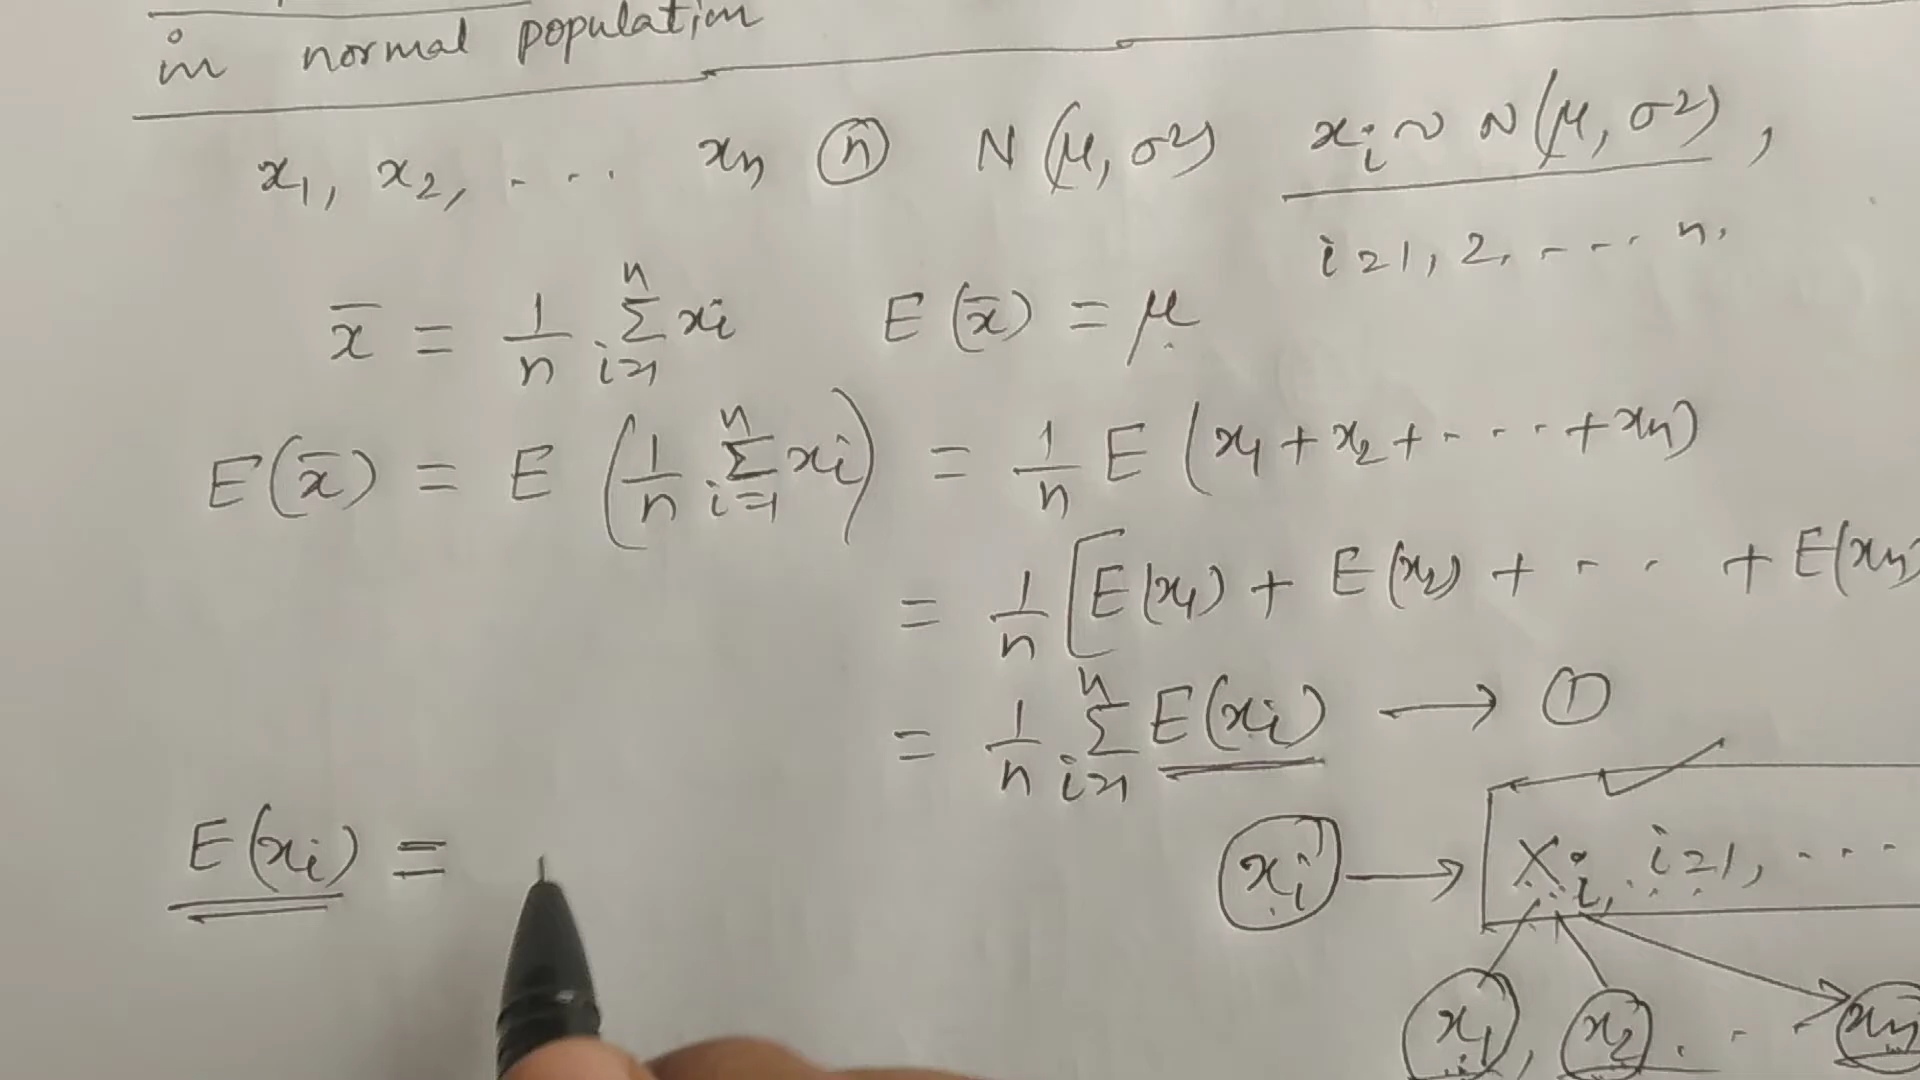 in normal population
x₁, x₂, . . . . xn ⓝ N(μ, σ²) xᵢ ~ N(μ, σ²),
i=1, 2, . . . . n.
x̄ = 1/n Σᵢ₌₁ⁿ xᵢ E(x̄) = μ
E(x̄) = E(1/n Σᵢ₌₁ⁿ xᵢ) = 1/n E(x₁+x₂+ . . . . +xn)
= 1/n [E(x₁) + E(x₂) + . . . + E(xn)
= 1/n Σᵢ₌₁ⁿ E(xᵢ) → ①
E(xᵢ) = xᵢ → Xᵢ, i=1, . . . .
x₁, x₂ . . . xn